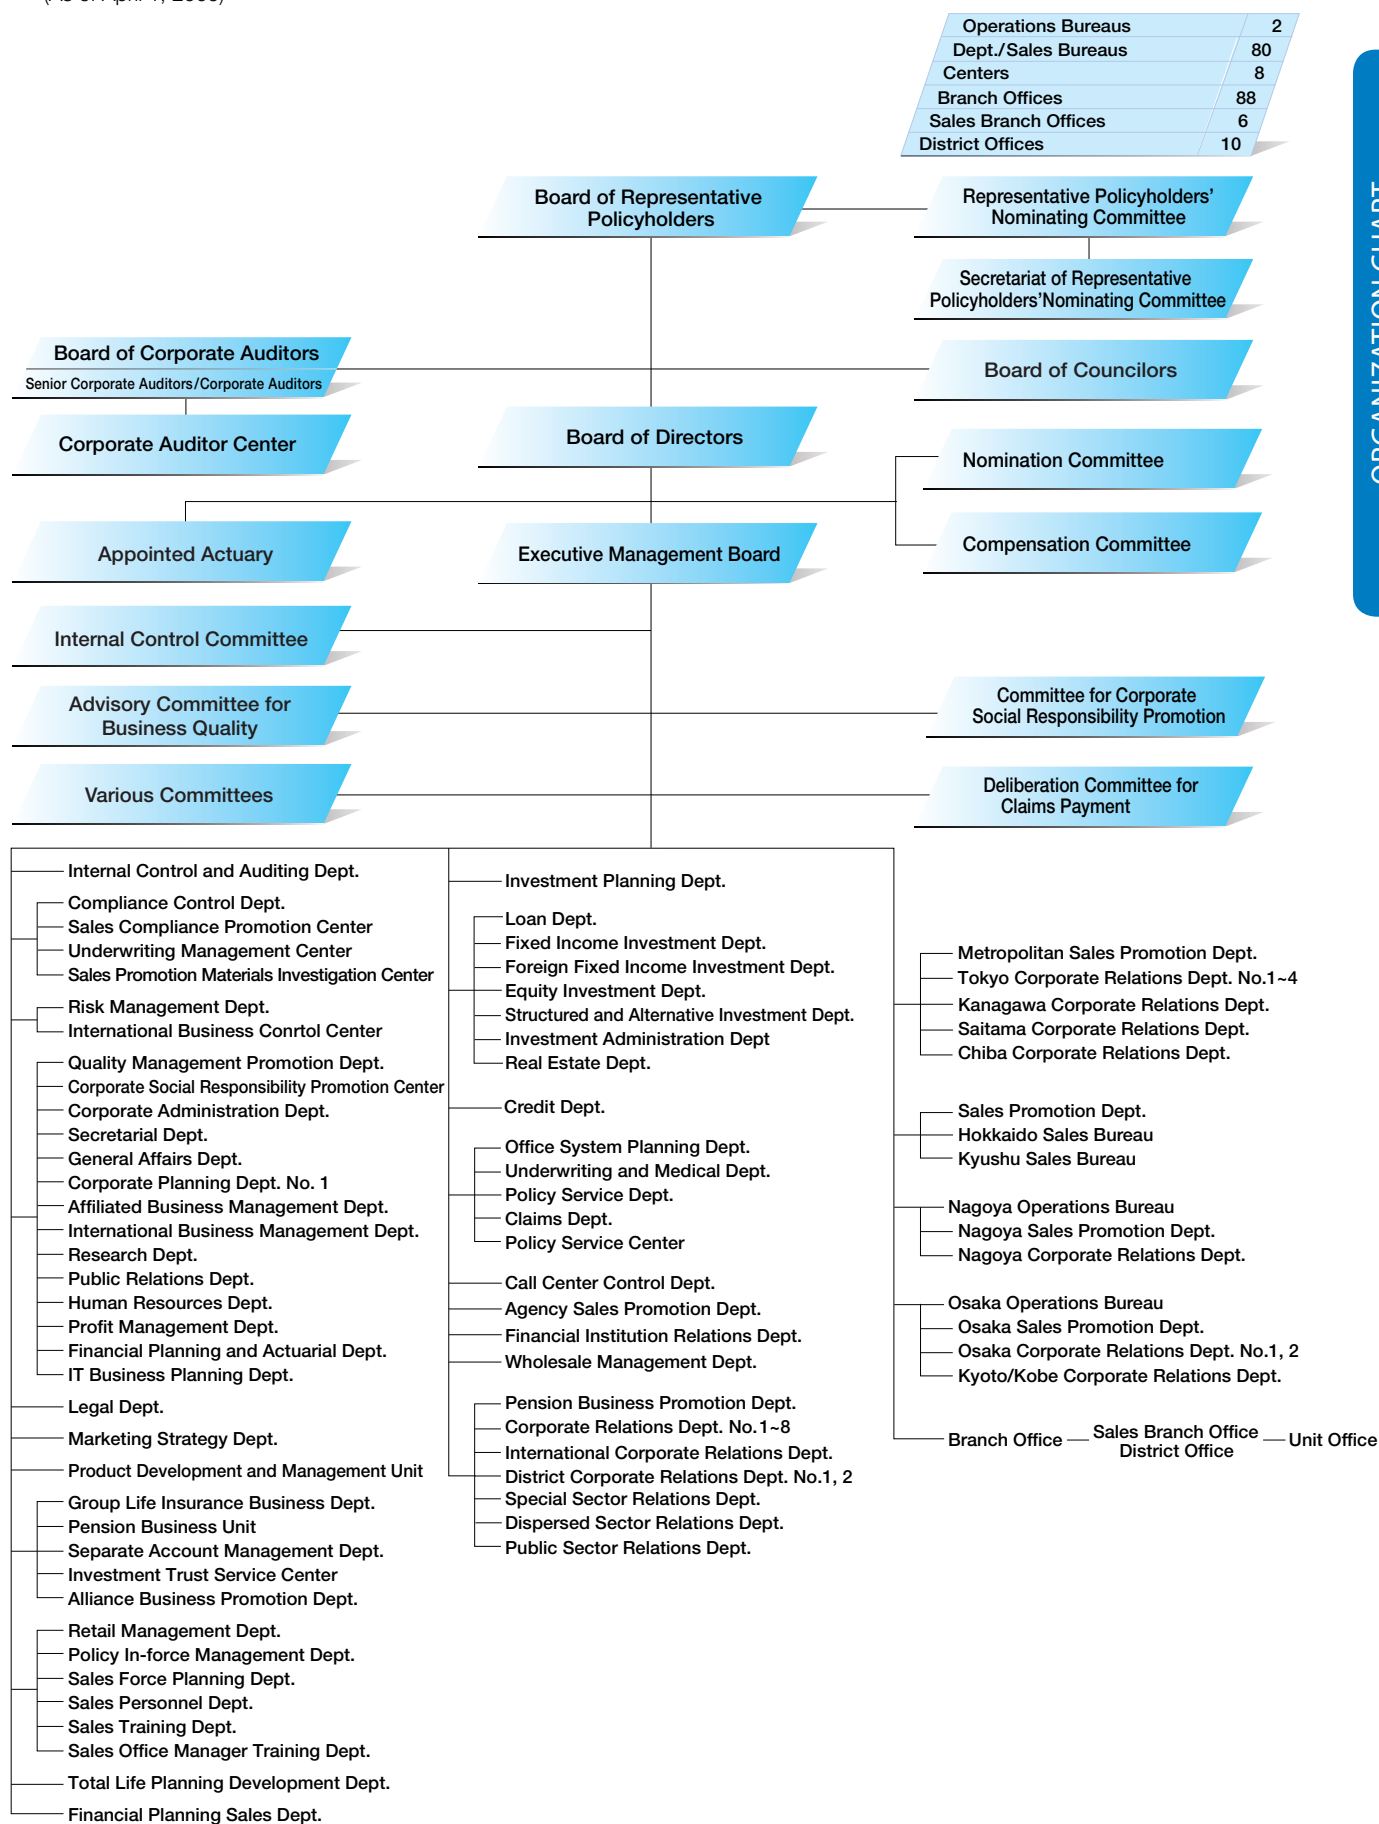 Operations Bureaus 2
Dept./Sales Bureaus 80
Centers 8
Branch Offices 88
Sales Branch Offices 6
District Offices 10
ORGANIZATION CHART
Board of Representative
Policyholders
Representative Policyholders'
Nominating Committee
Secretariat of Representative
Policyholders'Nominating Committee
Board of Corporate Auditors
Senior Corporate Auditors/Corporate Auditors
Board of Councilors
Corporate Auditor Center
Board of Directors
Nomination Committee
Appointed Actuary
Executive Management Board
Compensation Committee
Internal Control Committee
Advisory Committee for
Business Quality
Committee for Corporate
Social Responsibility Promotion
Various Committees
Deliberation Committee for
Claims Payment
Internal Control and Auditing Dept.
Compliance Control Dept.
Sales Compliance Promotion Center
Underwriting Management Center
Sales Promotion Materials Investigation Center
Risk Management Dept.
International Business Conrtol Center
Quality Management Promotion Dept.
Corporate Social Responsibility Promotion Center
Corporate Administration Dept.
Secretarial Dept.
General Affairs Dept.
Corporate Planning Dept. No. 1
Affiliated Business Management Dept.
International Business Management Dept.
Research Dept.
Public Relations Dept.
Human Resources Dept.
Profit Management Dept.
Financial Planning and Actuarial Dept.
IT Business Planning Dept.
Legal Dept.
Marketing Strategy Dept.
Product Development and Management Unit
Group Life Insurance Business Dept.
Pension Business Unit
Separate Account Management Dept.
Investment Trust Service Center
Alliance Business Promotion Dept.
Retail Management Dept.
Policy In-force Management Dept.
Sales Force Planning Dept.
Sales Personnel Dept.
Sales Training Dept.
Sales Office Manager Training Dept.
Total Life Planning Development Dept.
Financial Planning Sales Dept.
Investment Planning Dept.
Loan Dept.
Fixed Income Investment Dept.
Foreign Fixed Income Investment Dept.
Equity Investment Dept.
Structured and Alternative Investment Dept.
Investment Administration Dept
Real Estate Dept.
Credit Dept.
Office System Planning Dept.
Underwriting and Medical Dept.
Policy Service Dept.
Claims Dept.
Policy Service Center
Call Center Control Dept.
Agency Sales Promotion Dept.
Financial Institution Relations Dept.
Wholesale Management Dept.
Pension Business Promotion Dept.
Corporate Relations Dept. No.1~8
International Corporate Relations Dept.
District Corporate Relations Dept. No.1, 2
Special Sector Relations Dept.
Dispersed Sector Relations Dept.
Public Sector Relations Dept.
Metropolitan Sales Promotion Dept.
Tokyo Corporate Relations Dept. No.1~4
Kanagawa Corporate Relations Dept.
Saitama Corporate Relations Dept.
Chiba Corporate Relations Dept.
Sales Promotion Dept.
Hokkaido Sales Bureau
Kyushu Sales Bureau
Nagoya Operations Bureau
Nagoya Sales Promotion Dept.
Nagoya Corporate Relations Dept.
Osaka Operations Bureau
Osaka Sales Promotion Dept.
Osaka Corporate Relations Dept. No.1, 2
Kyoto/Kobe Corporate Relations Dept.
Branch Office Sales Branch Office Unit Office
District Office